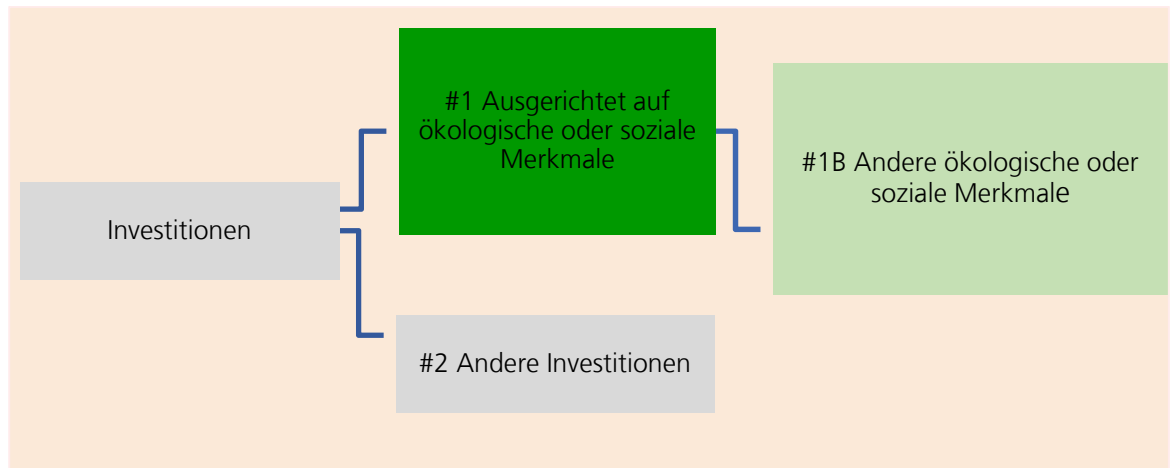 Investitionen
#1 Ausgerichtet auf
ökologische oder soziale
Merkmale
#2 Andere Investitionen
#1B Andere ökologische oder
soziale Merkmale